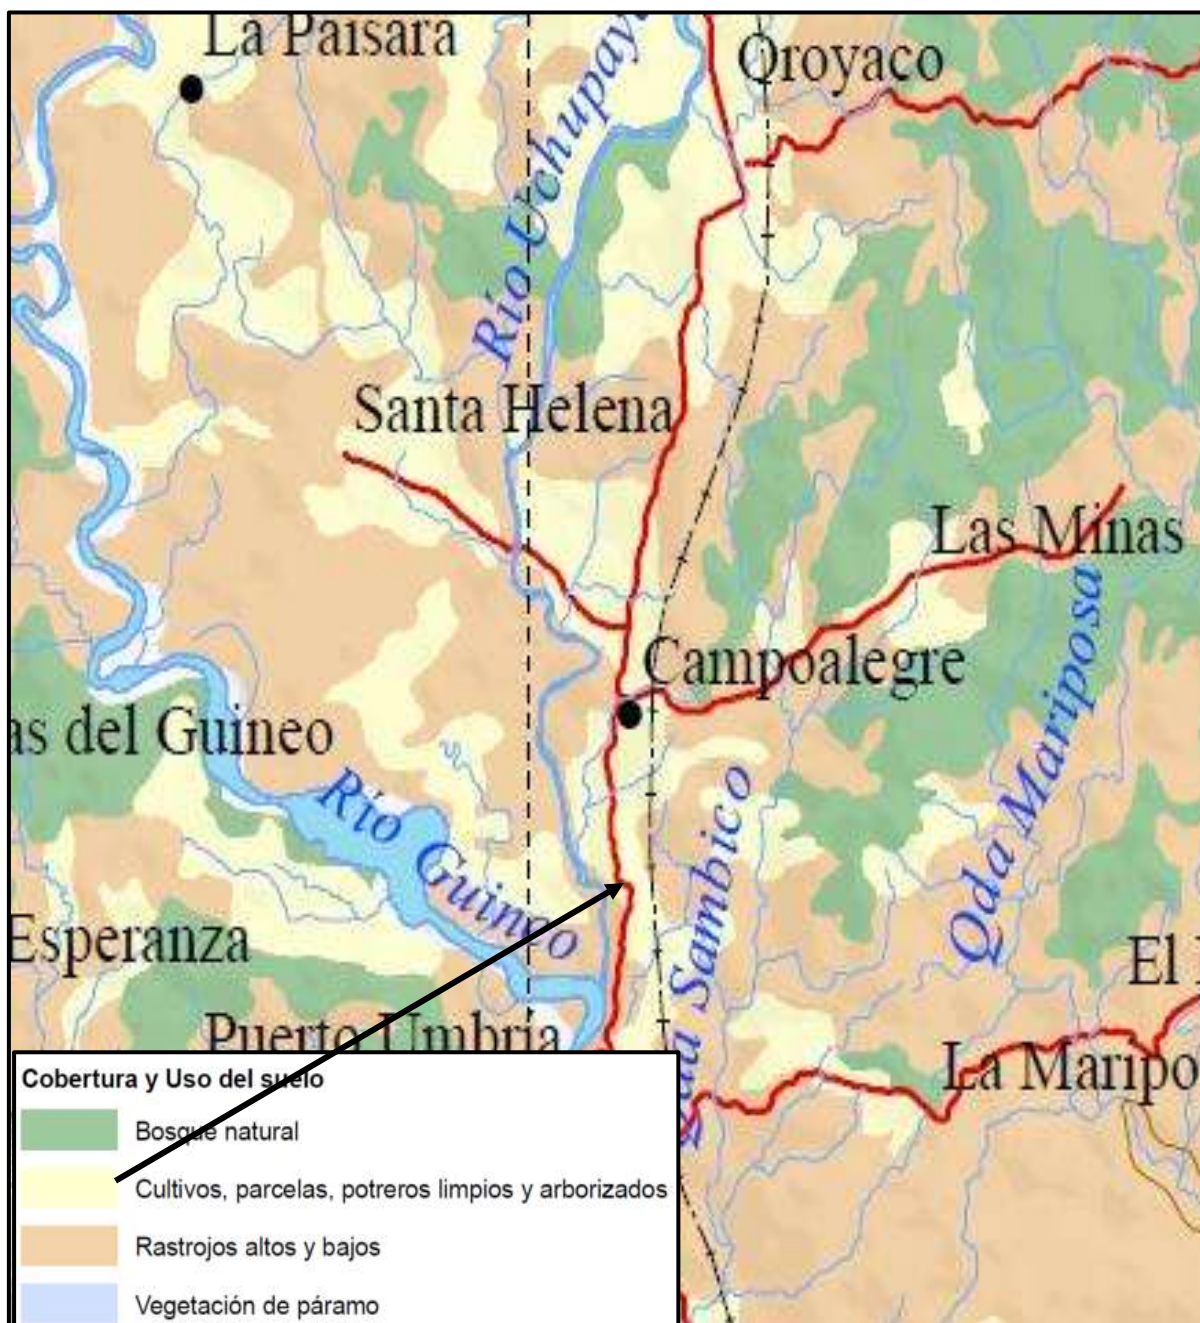 La Paisara
Oroyaco
Río Uchupay
Santa Helena
Las Minas
Campoalegre
as del Guineo
Río Guineo
Qda Mariposa
Sambico
Esperanza
El
Puerto Umbria
La Maripo
Cobertura y Uso del suelo
Bosque natural
Cultivos, parcelas, potreros limpios y arborizados
Rastrojos altos y bajos
Vegetación de páramo